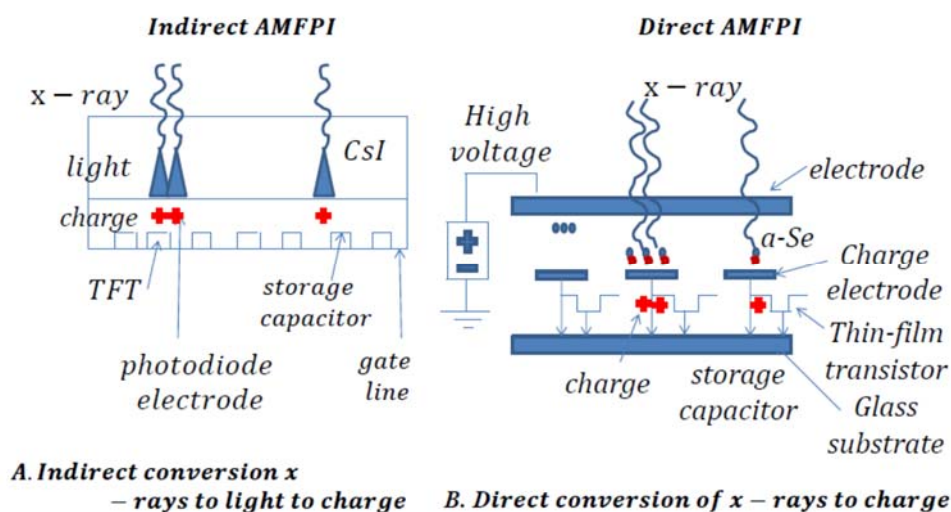 Indirect AMFPI
x − ray
CsI
light
charge
TFT
storage
capacitor
photodiode
electrode
gate
line
A. Indirect conversion x
− rays to light to charge
Direct AMFPI
x − ray
High
voltage
electrode
a-Se
Charge
electrode
Thin-film
transistor
charge
storage
capacitor
Glass
substrate
B. Direct conversion of x − rays to charge